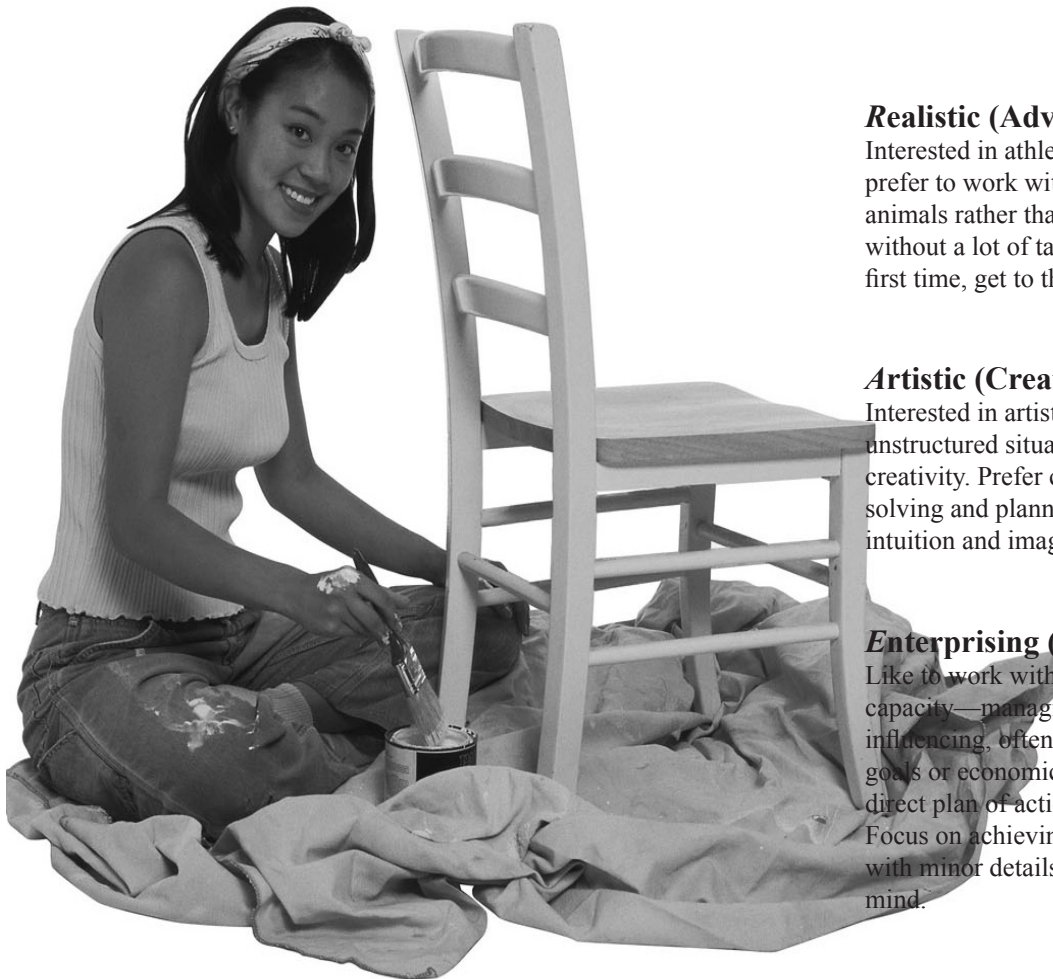 Realistic (Adv
Interested in athle
prefer to work wit
animals rather tha
without a lot of ta
first time, get to th
Artistic (Crea
Interested in artist
unstructured situa
creativity. Prefer
solving and plann
intuition and imag
Enterprising (
Like to work with
capacity—manag
influencing, often
goals or economic
direct plan of acti
Focus on achievin
with minor details
mind.